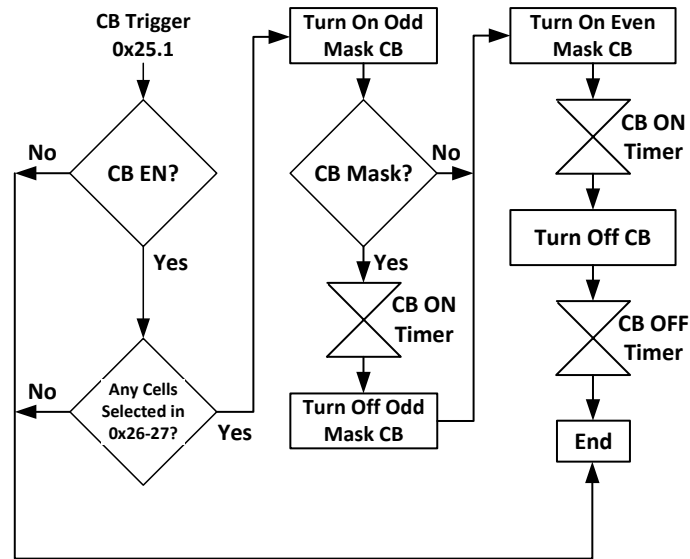 CB Trigger
0x25.1
CB EN?
No
Yes
Any Cells
Selected in
0x26-27?
No
Yes
Turn On Odd
Mask CB
CB Mask?
No
Yes
CB ON
Timer
Turn Off Odd
Mask CB
Turn On Even
Mask CB
CB ON
Timer
Turn Off CB
CB OFF
Timer
End